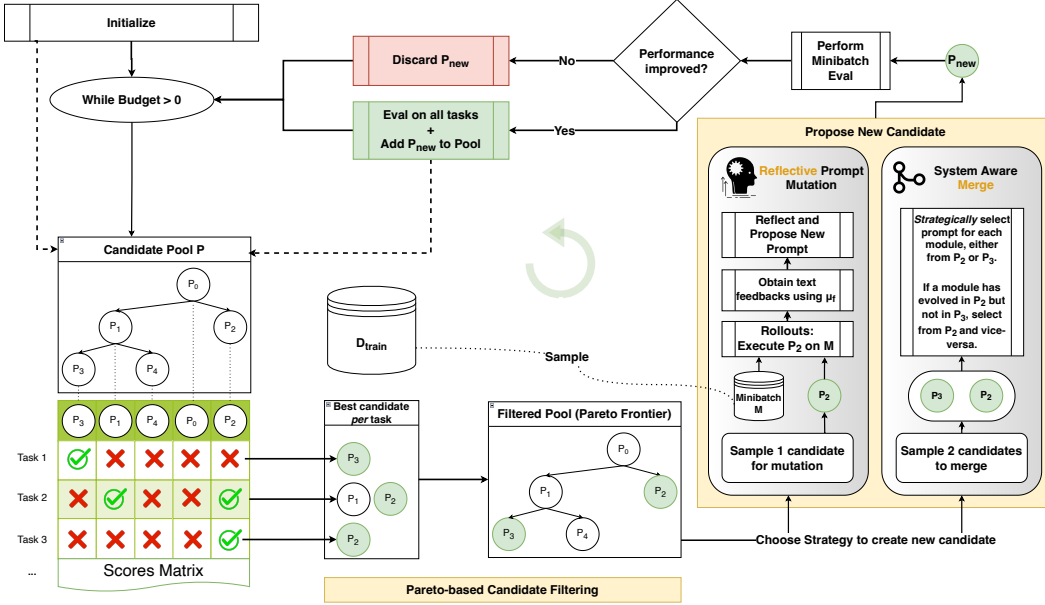 Initialize
While Budget > 0
Discard Pnew
Eval on all tasks
+
Add Pnew to Pool
No
Yes
Performance
improved?
Perform
Minibatch
Eval
Pnew
Propose New Candidate
Reflective Prompt
Mutation
Reflect and
Propose New
Prompt
Obtain text
feedbacks using μf
Rollouts:
Execute P2 on M
Minibatch
M
P2
Sample 1 candidate
for mutation
System Aware
Merge
Strategically select
prompt for each
module, either
from P2 or P3.
If a module has
evolved in P2 but
not in P3, select
from P2 and vice-
versa.
P3 P2
Sample 2 candidates
to merge
Candidate Pool P
P0
P1 P2
P3 P4
Dtrain
Sample
P3 P1 P4 P0 P2
Task 1
Task 2
Task 3
...
Scores Matrix
Best candidate
per task
P3
P1 P2
P2
Filtered Pool (Pareto Frontier)
P0
P1 P2
P3 P4
Choose Strategy to create new candidate
Pareto-based Candidate Filtering